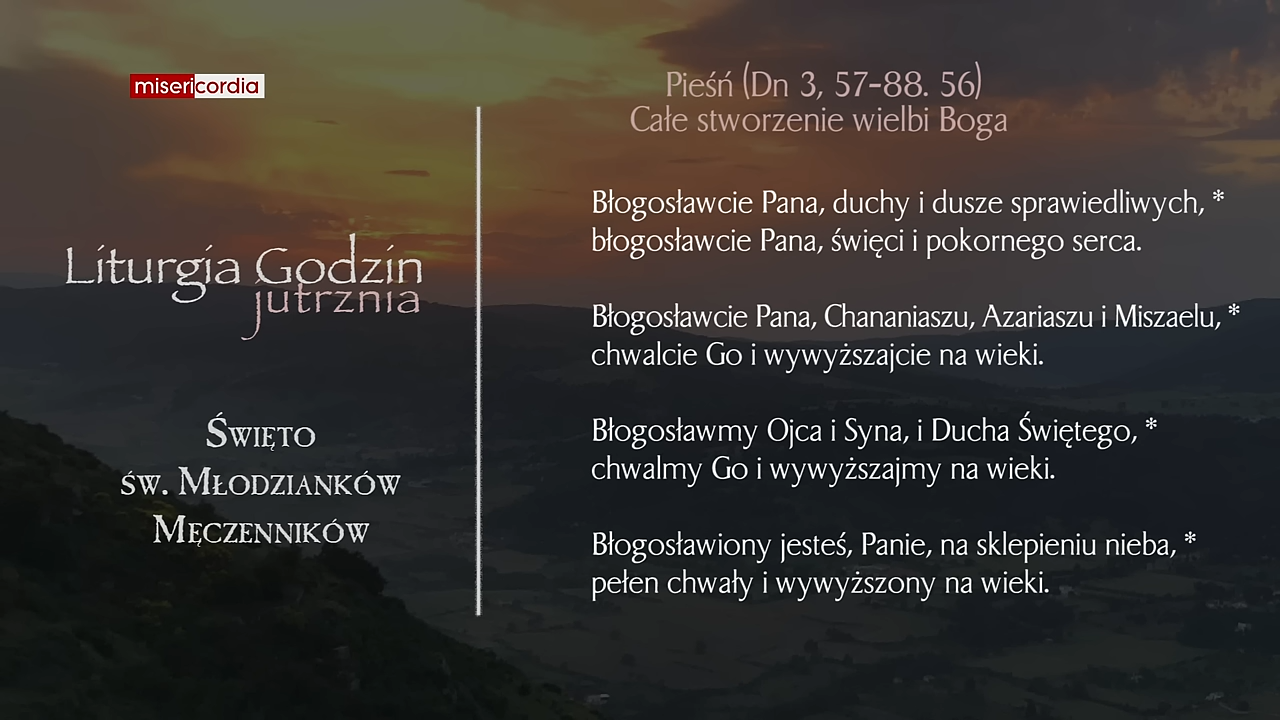 misericordia
Liturgia Godzin
jutrznia
Święto
św. Młodzianków
Męczenników
Pieśń (Dn 3, 57-88. 56)
Całe stworzenie wielbi Boga
Błogosławcie Pana, duchy i dusze sprawiedliwych, *
błogosławcie Pana, święci i pokornego serca.
Błogosławcie Pana, Chananiaszu, Azariaszu i Miszaelu, *
chwalcie Go i wywyższajcie na wieki.
Błogosławmy Ojca i Syna, i Ducha Świętego, *
chwalmy Go i wywyższajmy na wieki.
Błogosławiony jesteś, Panie, na sklepieniu nieba, *
pełen chwały i wywyższony na wieki.